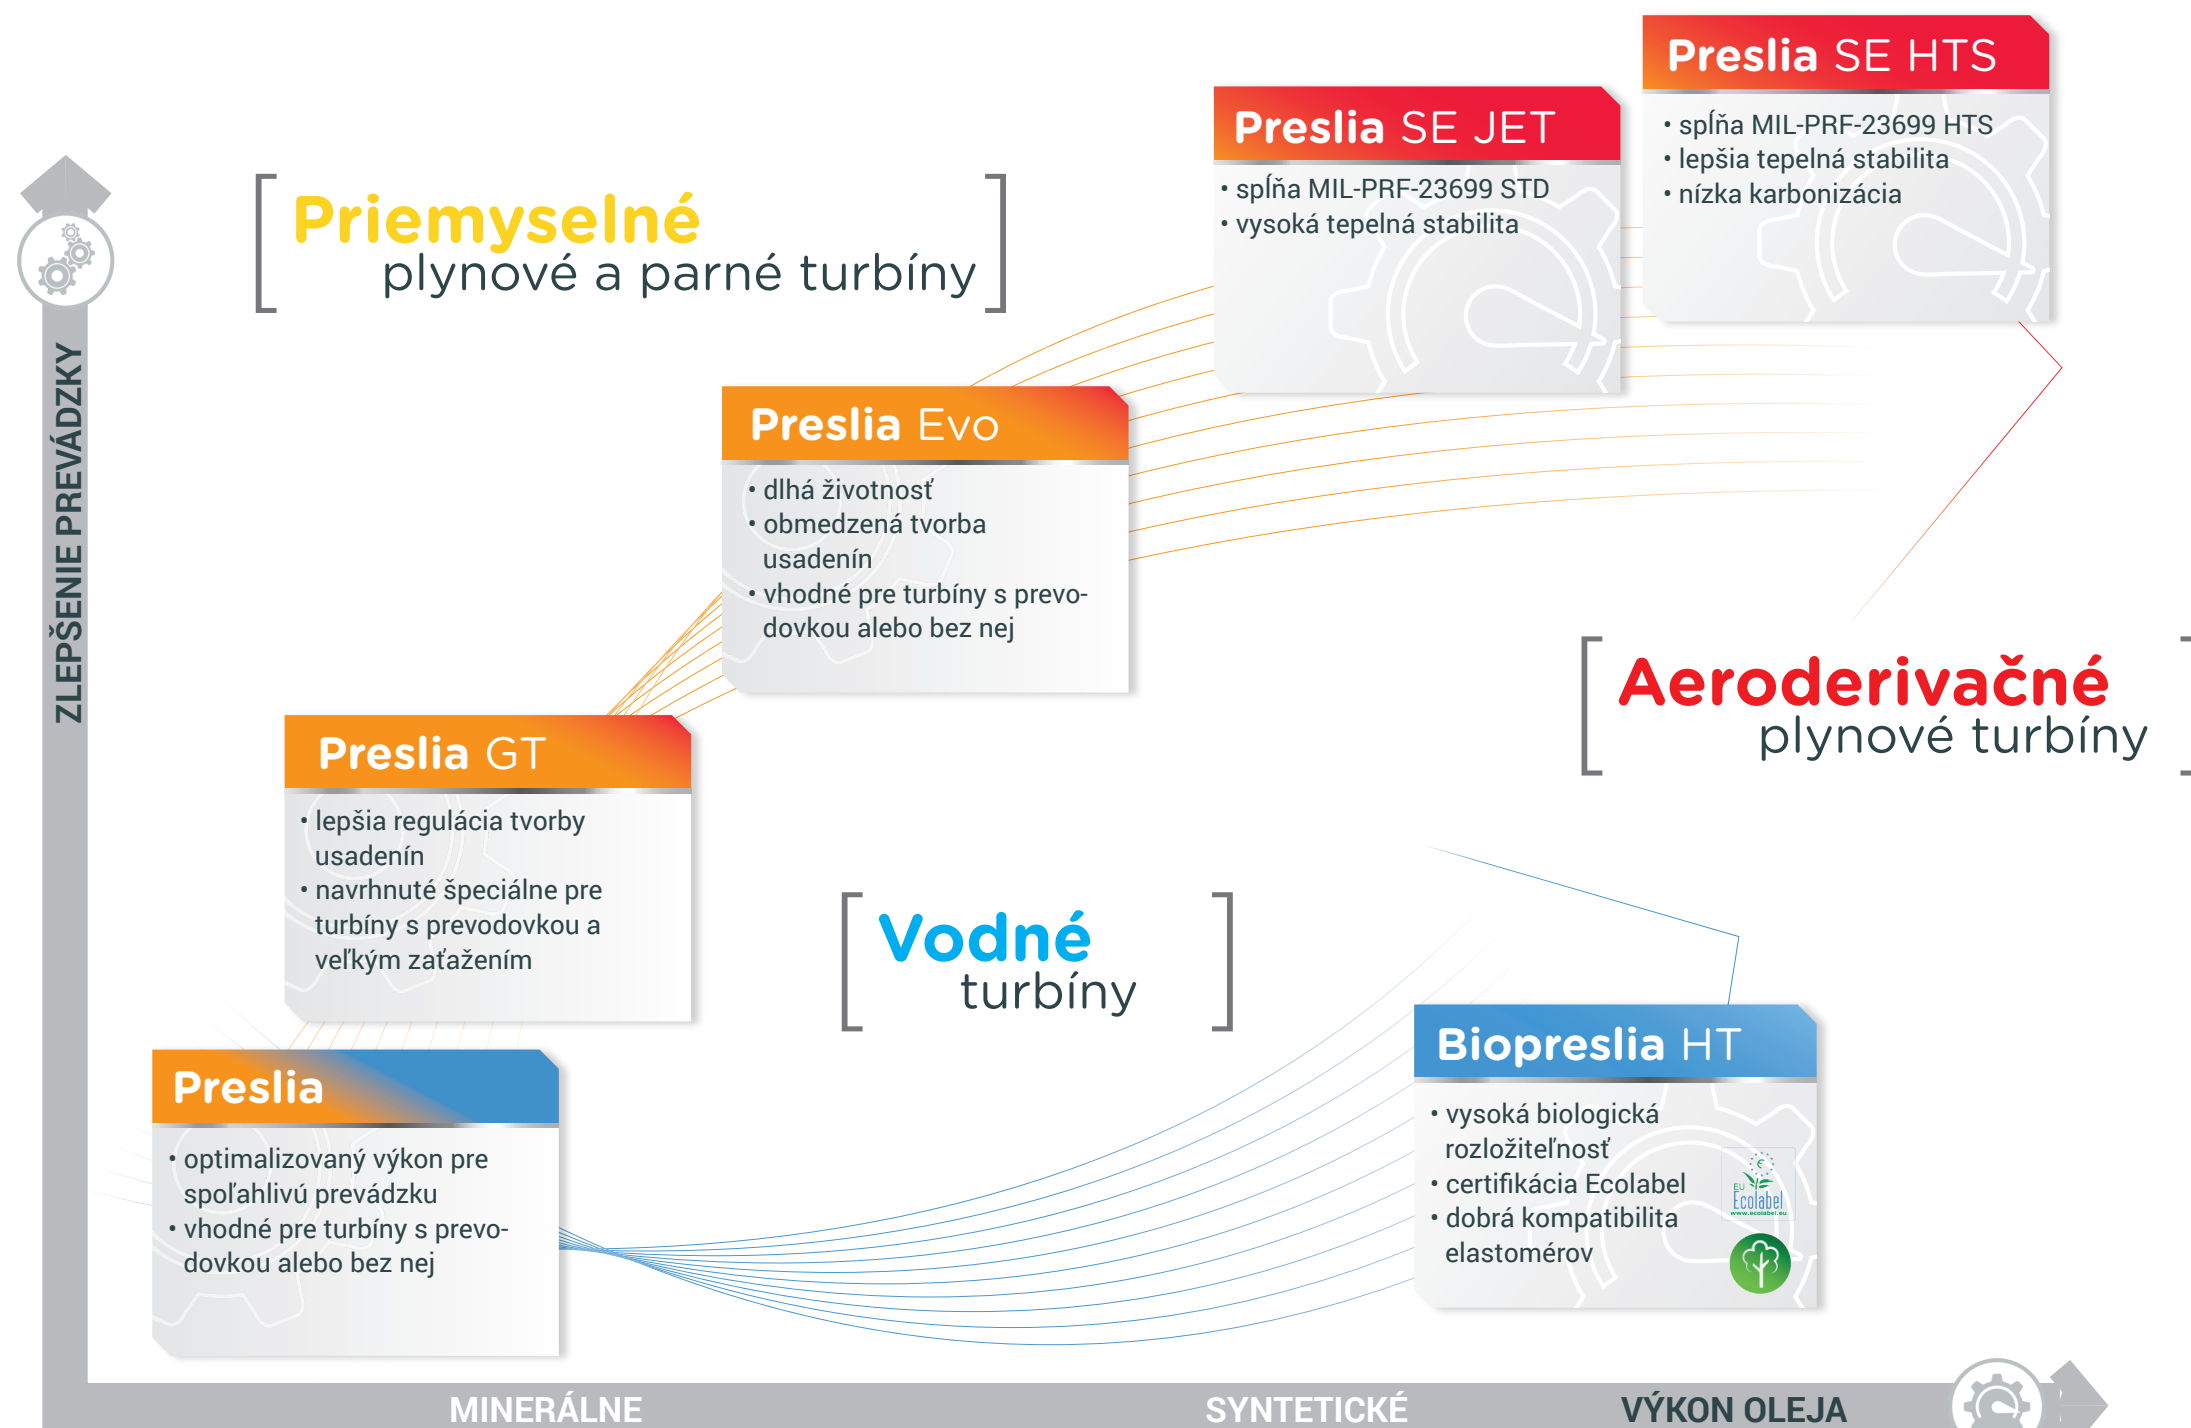 Preslia SE HTS
• spĺňa MIL-PRF-23699 HTS
• lepšia tepelná stabilita
• nízka karbonizácia
Preslia SE JET
• spĺňa MIL-PRF-23699 STD
• vysoká tepelná stabilita
Priemyselné
plynové a parné turbíny
ZLEPŠENIE PREVÁDZKY
Preslia Evo
• dlhá životnosť
• obmedzená tvorba
usadenín
• vhodné pre turbíny s prevo-
dovkou alebo bez nej
Aeroderivačné
plynové turbíny
Preslia GT
• lepšia regulácia tvorby
usadenín
• navrhnuté špeciálne pre
turbíny s prevodovkou a
veľkým zaťažením
Vodné
turbíny
Biopreslia HT
• vysoká biologická
rozložiteľnosť
• certifikácia Ecolabel
• dobrá kompatibilita
elastomérov
EU
Ecolabel
www.ecolabel.eu
Preslia
• optimalizovaný výkon pre
spoľahlivú prevádzku
• vhodné pre turbíny s prevo-
dovkou alebo bez nej
MINERÁLNE
SYNTETICKÉ
VÝKON OLEJA